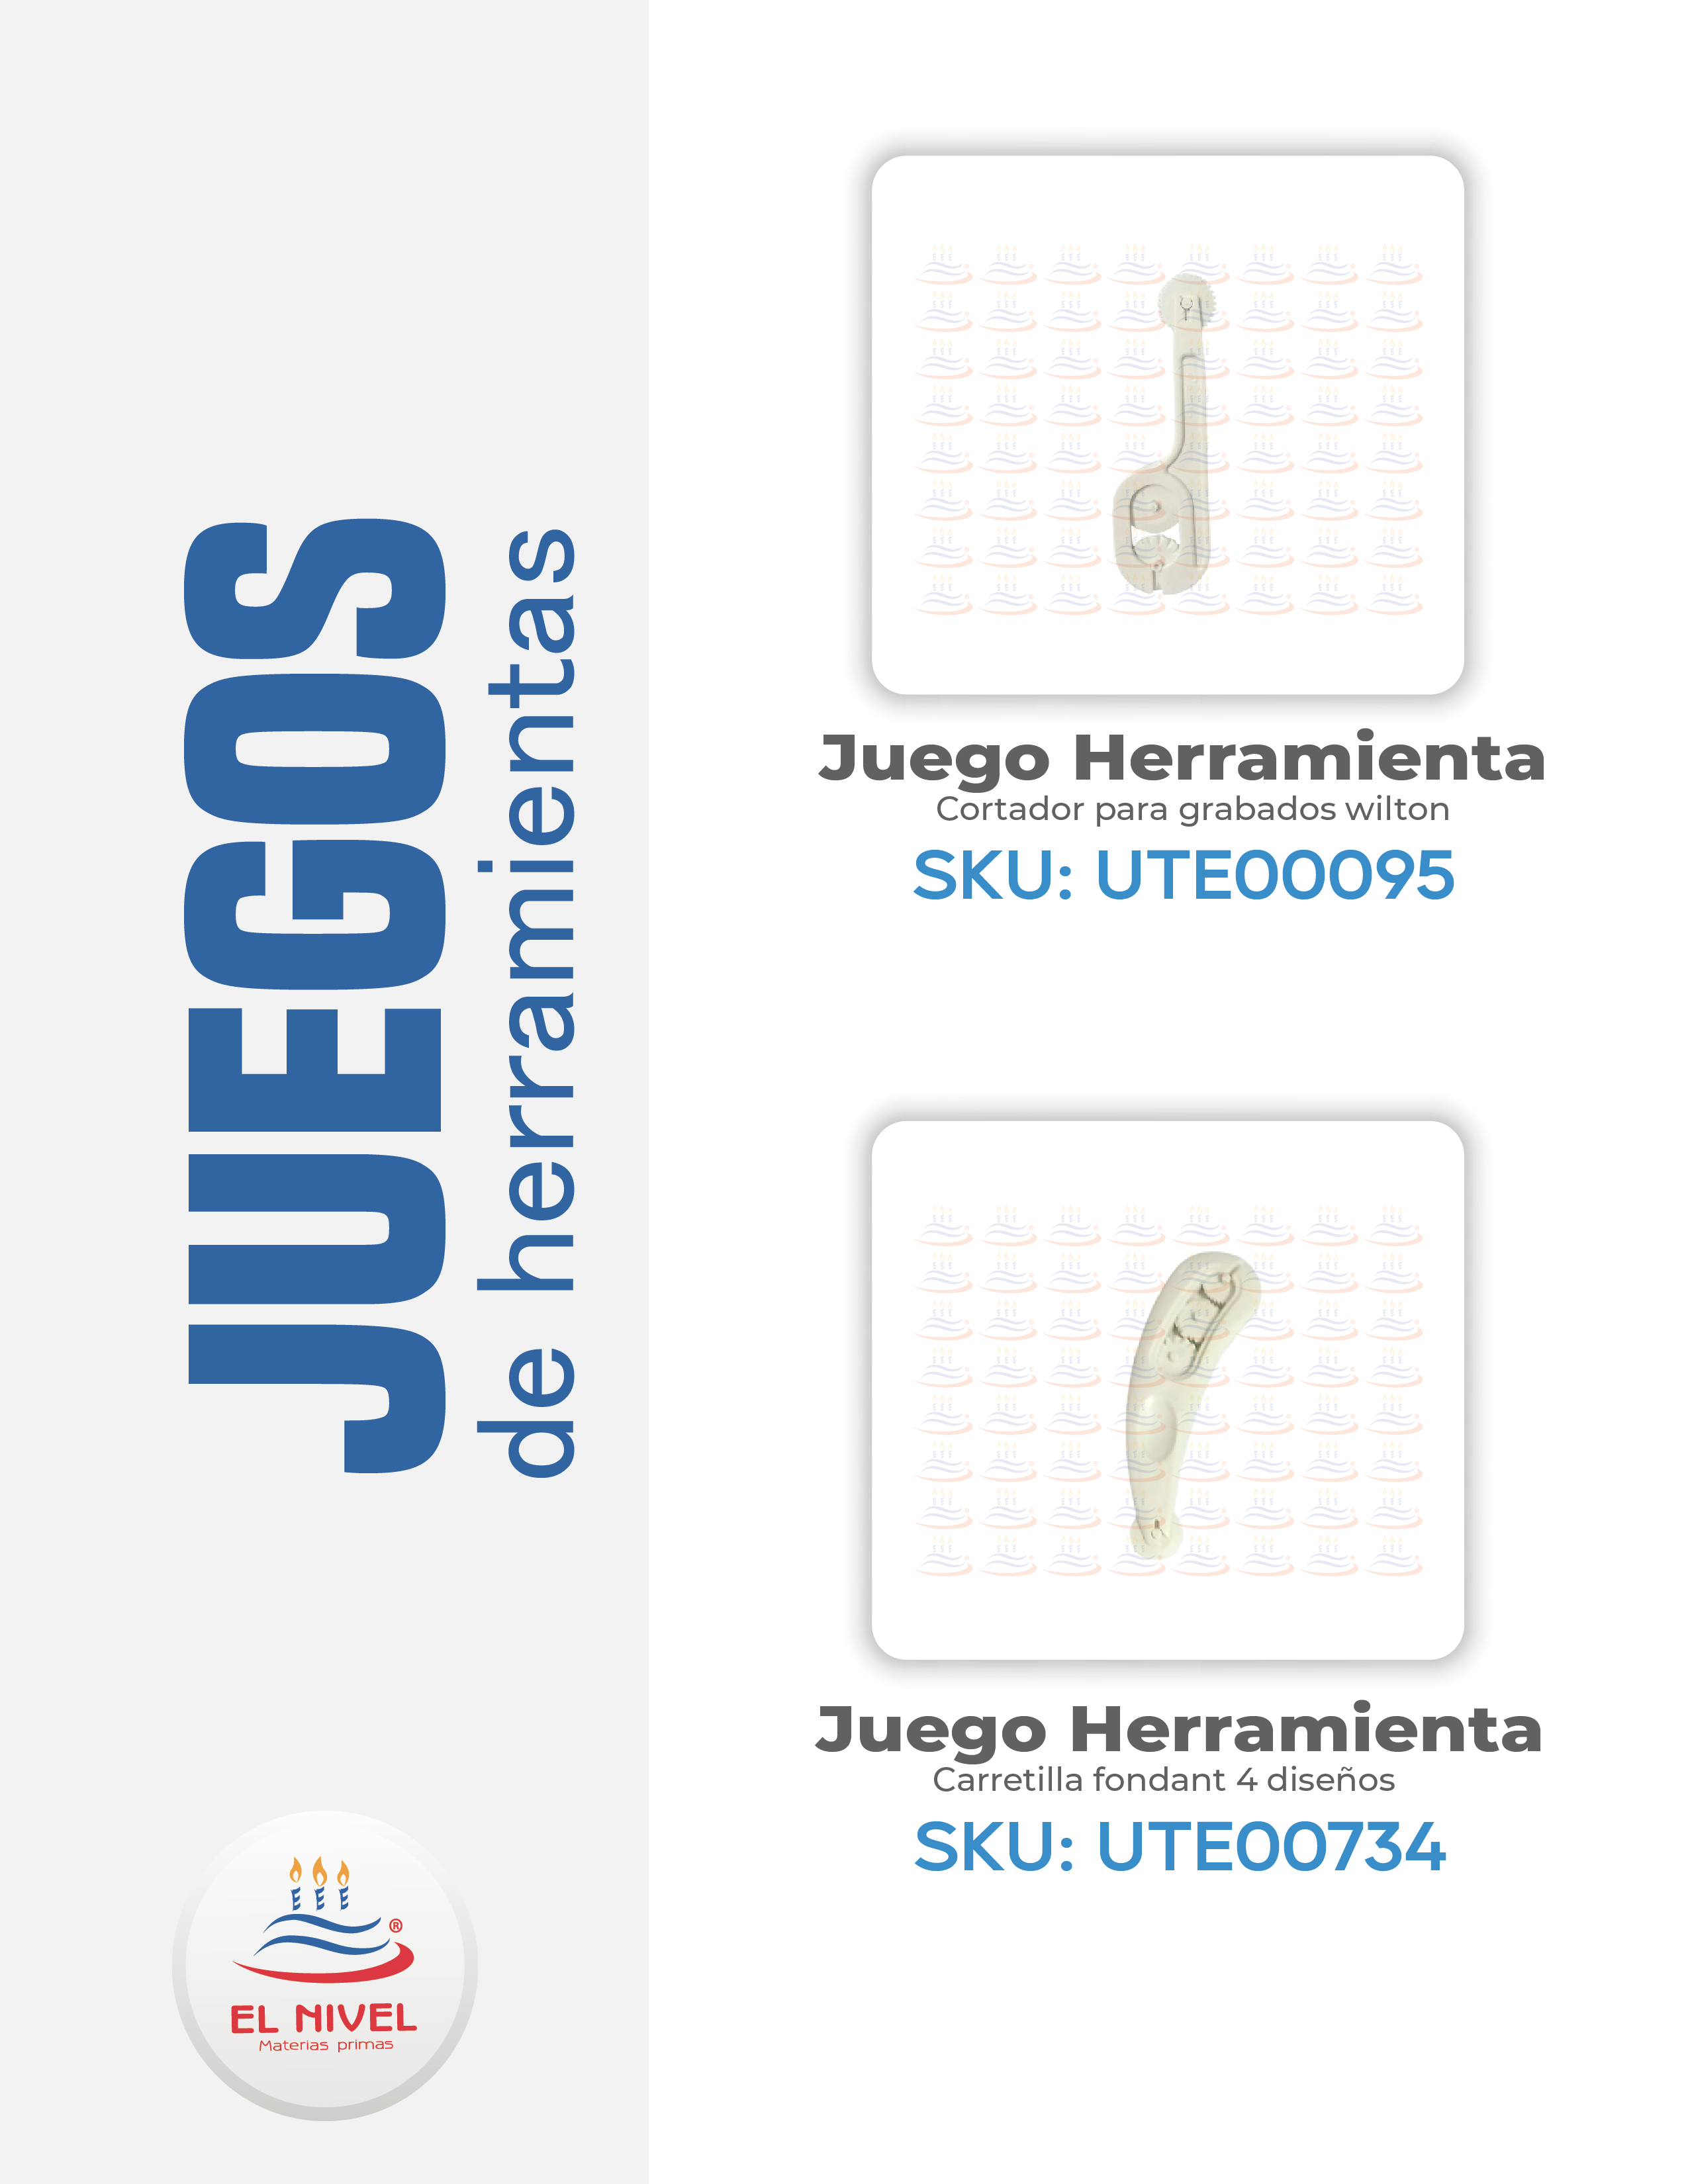 JUEGOS
de herramientas
Juego Herramienta
Cortador para grabados wilton
SKU: UTE00095
Juego Herramienta
Carretilla fondant 4 diseños
SKU: UTE00734
®
EL NIVEL
Materias primas